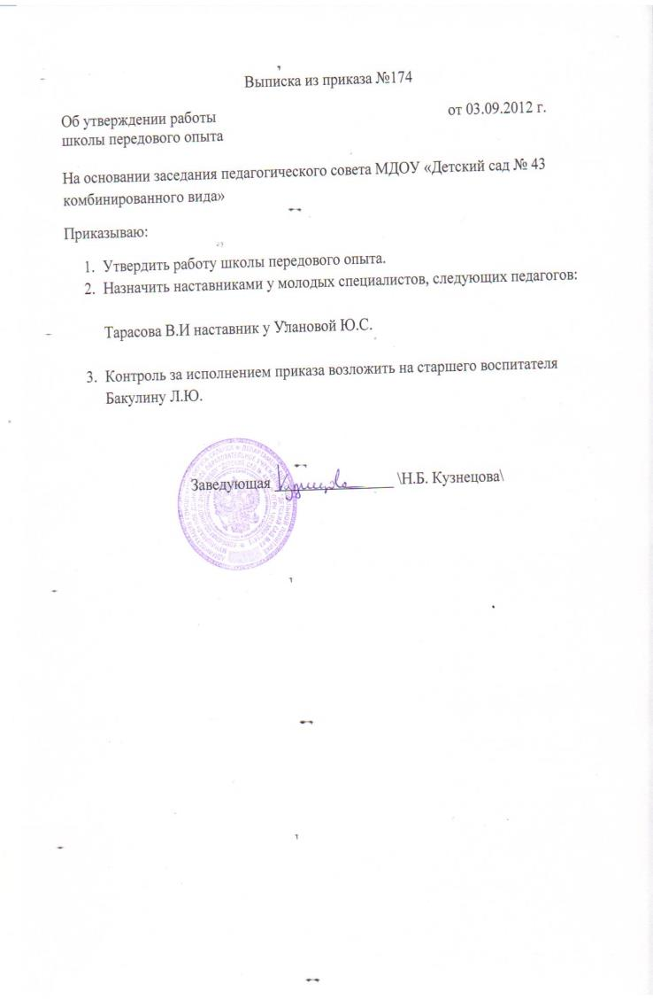 Выписка из приказа №174
от 03.09.2012 г.
Об утверждении работы
школы передового опыта
На основании заседания педагогического совета МДОУ «Детский сад № 43
комбинированного вида»
Приказываю:
1. Утвердить работу школы передового опыта.
2. Назначить наставниками у молодых специалистов, следующих педагогов:
Тарасова В.И наставник у Улановой Ю.С.
3. Контроль за исполнением приказа возложить на старшего воспитателя
Бакулину Л.Ю.
Заведующая \Н.Б. Кузнецова\